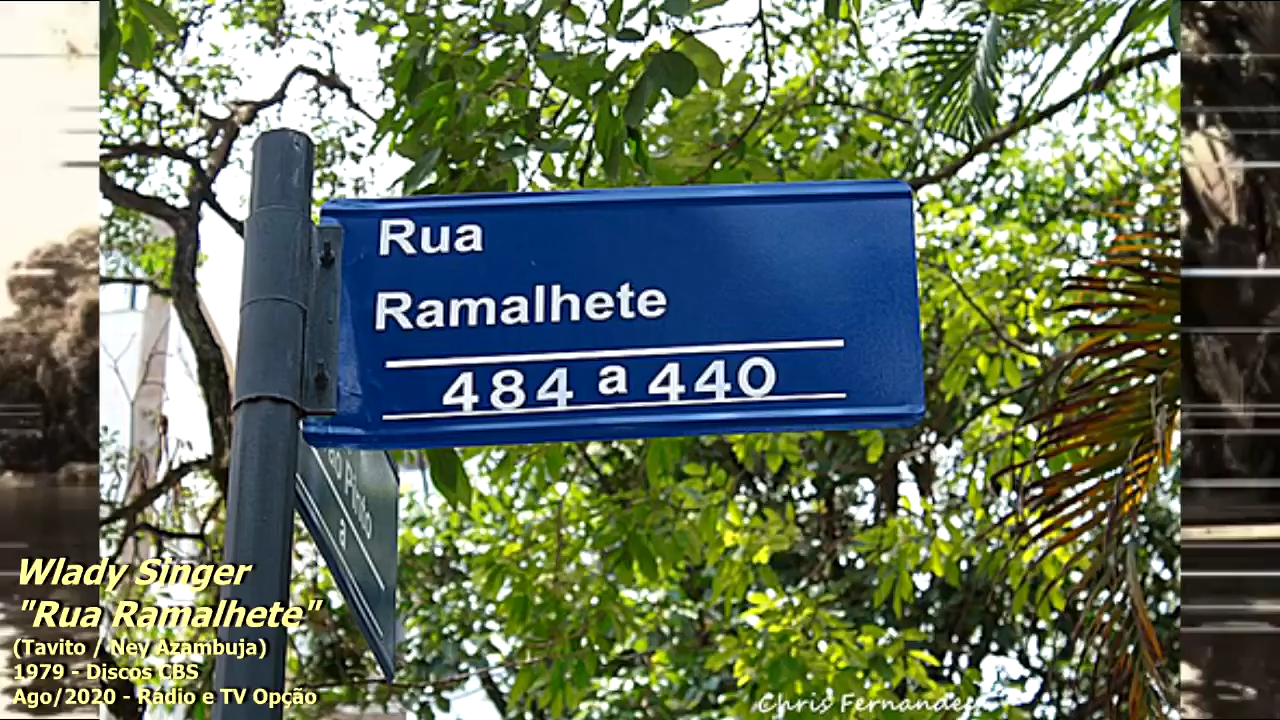 Rua
Ramalhete
484 a 440
Pinto
a
Wlady Singer
"Rua Ramalhete"
(Tavito / Ney Azambuja)
1979 - Discos CBS
Ago/2020 - Rádio e TV Opção
Chris Fernandes